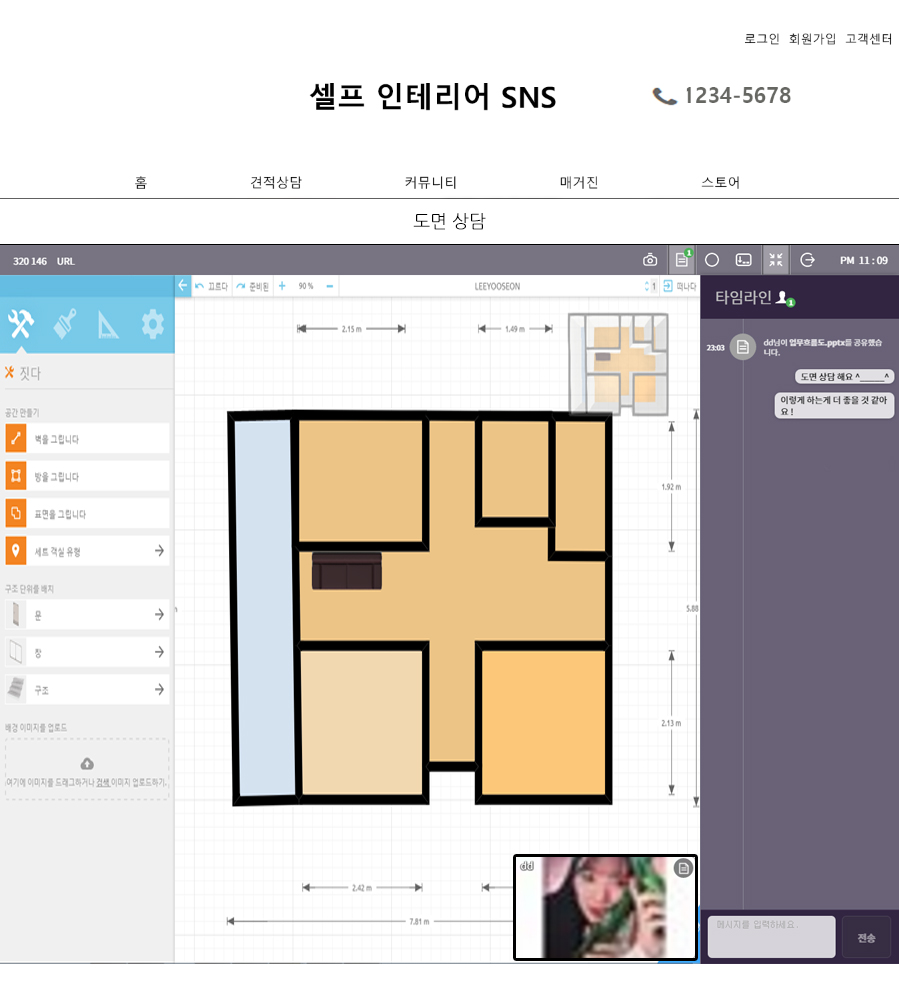 로그인 회원가입 고객센터
셀프 인테리어 SNS
1234-5678
홈 견적상담 커뮤니티 매거진 스토어
도면 상담
320 146 URL
1
PM 11 : 09
끄르다 준비된 90 % LEEYOOSEON 1 떠나다
타임라인 1
짓다
공간 만들기
벽을 그립니다
방을 그립니다
표면을 그립니다
세트 객실 유형
구조 단위를 배치
문
창
구조
배경 이미지를 업로드
여기에 이미지를 드래그하거나 검색 이미지 업로드하기.
2.15 m
1.49 m
1.92 m
5.88
2.13 m
2.42 m
7.81 m
dd
23:03
dd님이 업무흐름도.pptx를 공유했습
니다.
도면 상담 해요 ^_____^
이렇게 하는게 더 좋을 것 같아
요 !
메시지를 입력하세요.
전송